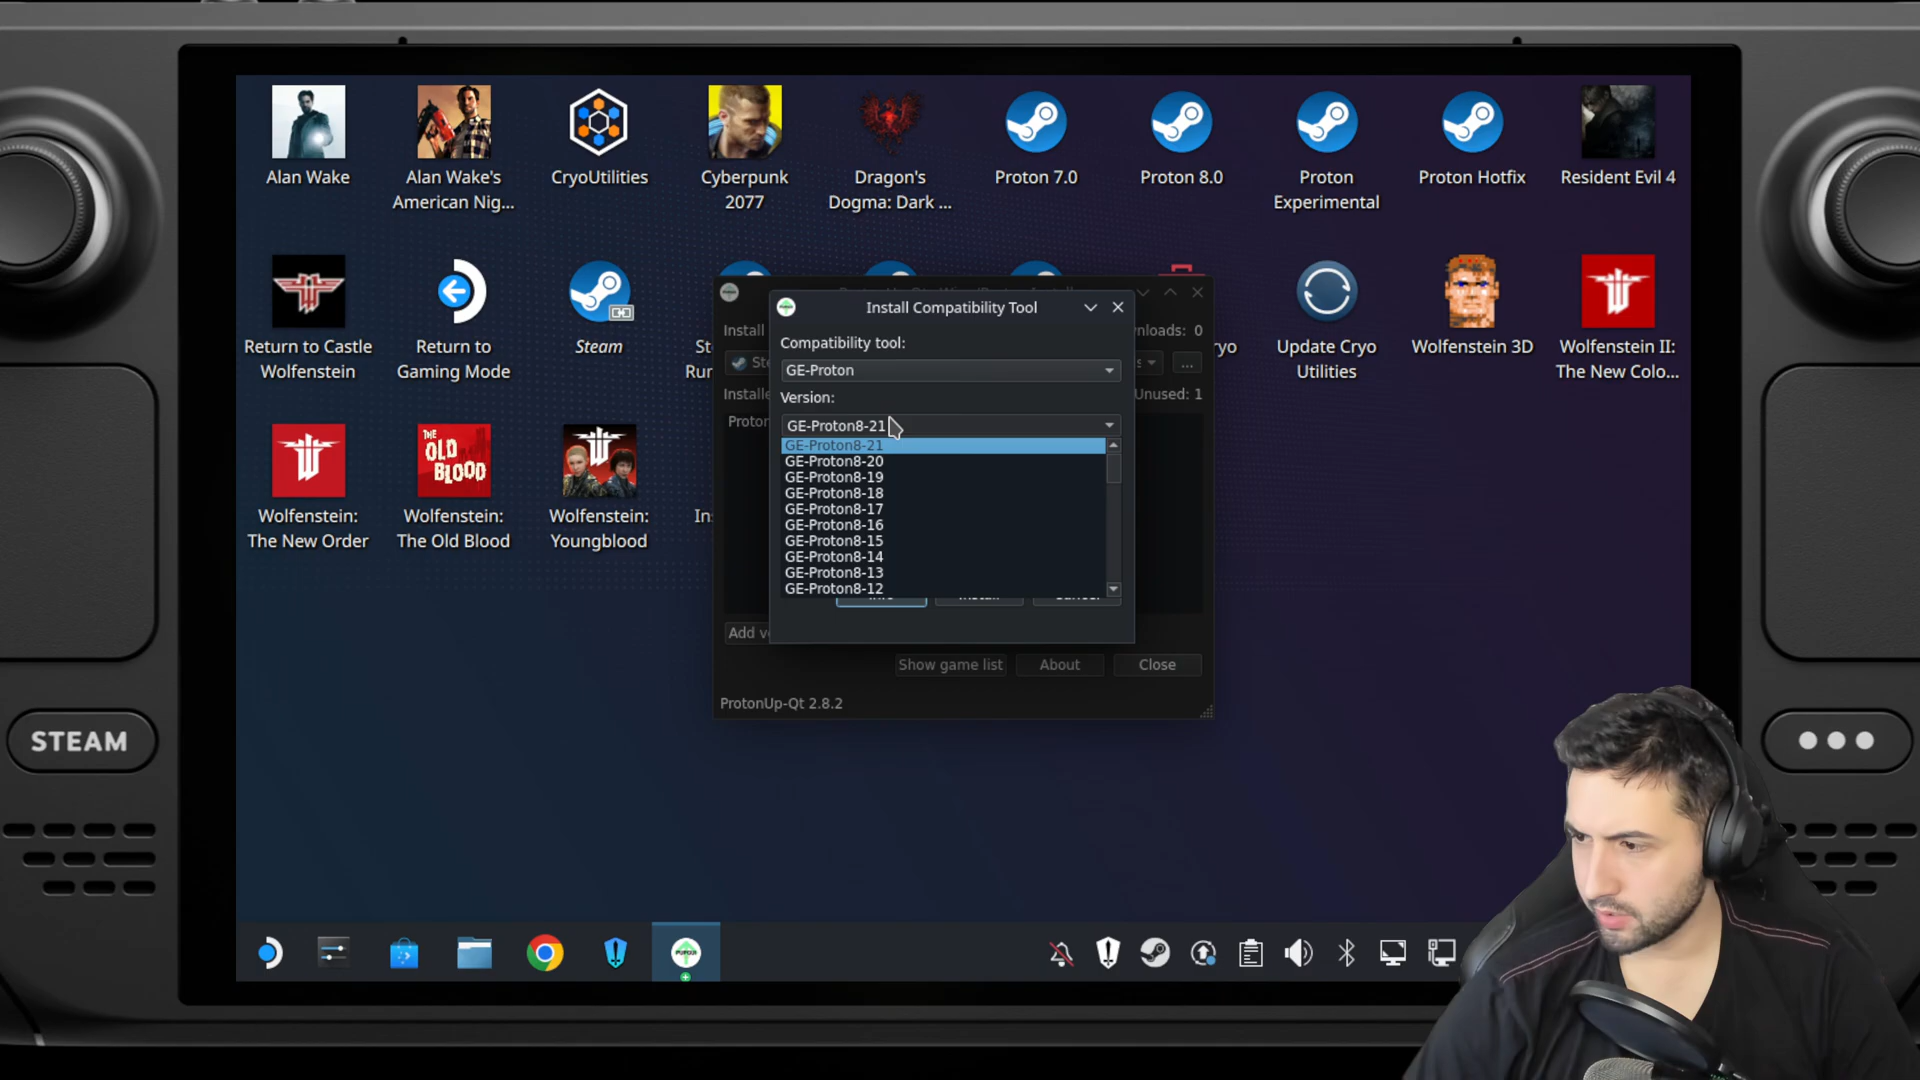 Alan Wake
Alan Wake's
American Nig...
CryoUtilities
Cyberpunk
2077
Dragon's
Dogma: Dark ...
Proton 7.0
Proton 8.0
Proton
Experimental
Proton Hotfix
Resident Evil 4
Return to Castle
Wolfenstein
Return to
Gaming Mode
Steam
Update Cryo
Utilities
Wolfenstein 3D
Wolfenstein II:
The New Colo...
Wolfenstein:
The New Order
THE
OLD
BLOOD
Wolfenstein:
The Old Blood
Wolfenstein:
Youngblood
Install
nloads: 0
Unused: 1
Proton
Install Compatibility Tool
Compatibility tool:
GE-Proton
Version:
GE-Proton8-21
GE-Proton8-21
GE-Proton8-20
GE-Proton8-19
GE-Proton8-18
GE-Proton8-17
GE-Proton8-16
GE-Proton8-15
GE-Proton8-14
GE-Proton8-13
GE-Proton8-12
Show game list
About
Close
ProtonUp-Qt 2.8.2
STEAM